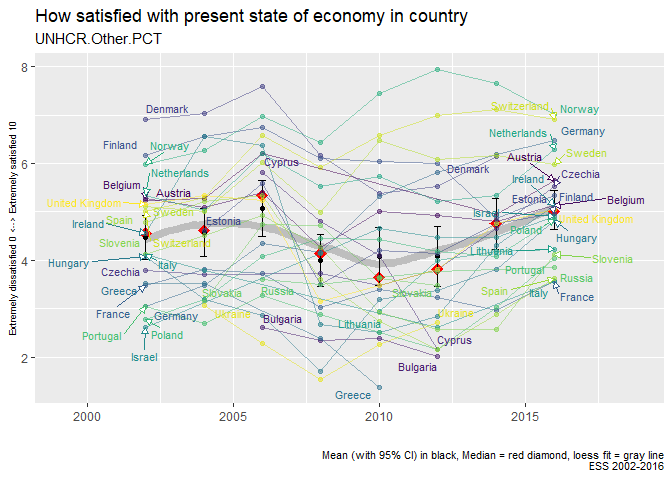 How satisfied with present state of economy in country
UNHCR.Other.PCT
Extremely dissatisfied 0 <-> Extremely satisfied 10
8
6
4
2
Denmark
Finland
Norway
Netherlands
Belgium
Austria
United Kingdom
Spain
Sweden
Ireland
Estonia
Slovenia
Switzerland
Hungary
Italy
Czechia
Greece
Slovakia
Russia
France
Germany
Ukraine
Portugal
Poland
Israel
Cyprus
Bulgaria
Lithuania
Greece
Slovakia
Ukraine
Cyprus
Bulgaria
Denmark
Switzerland
Norway
Netherlands
Germany
Sweden
Austria
Ireland
Czechia
Estonia
Finland
Belgium
Israel
United Kingdom
Poland
Hungary
Lithuania
Slovenia
Portugal
Russia
Spain
Italy
France
2000
2005
2010
2015
Mean (with 95% CI) in black, Median = red diamond, loess fit = gray line
ESS 2002-2016